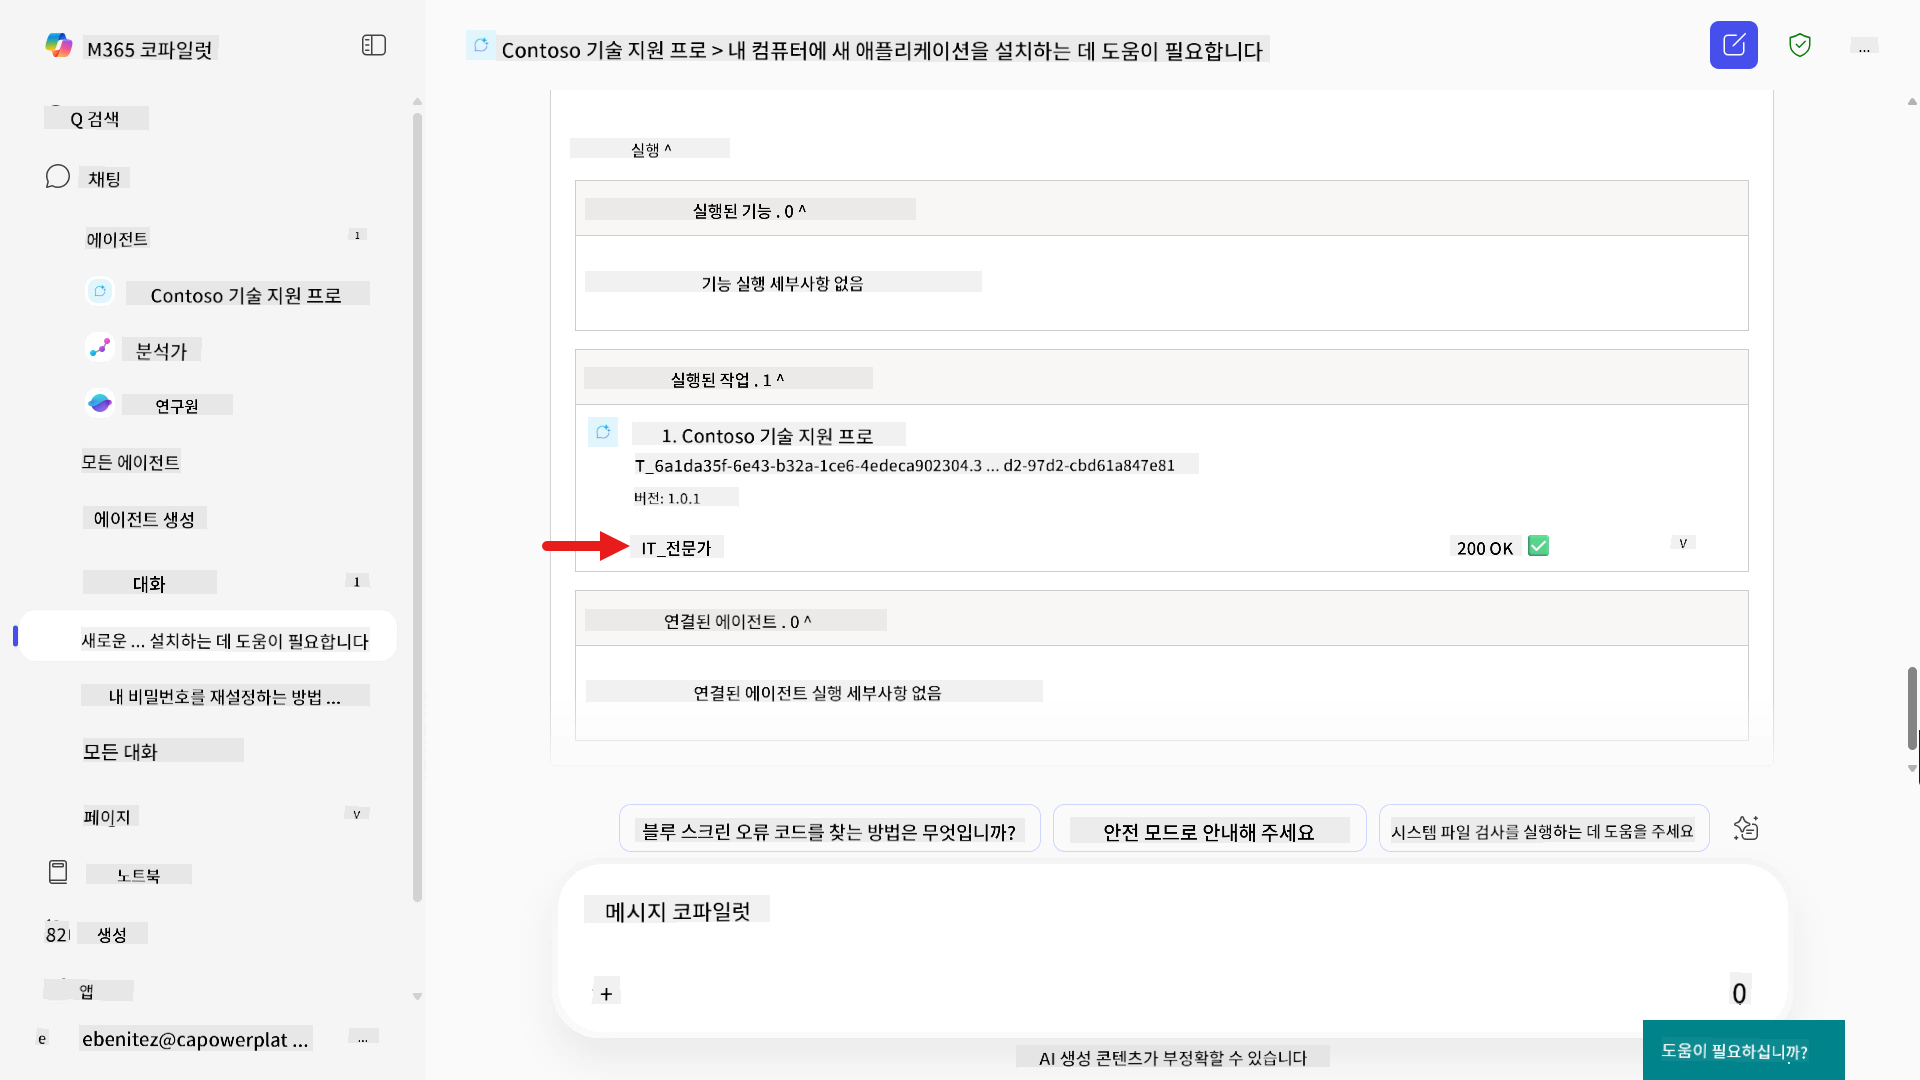 M365 코파일럿
Q 검색
채팅
에이전트 1
Contoso 기술 지원 프로
분석가
연구원
모든 에이전트
에이전트 생성
대화 1
새로운 ... 설치하는 데 도움이 필요합니다
내 비밀번호를 재설정하는 방법 ...
모든 대화
페이지 V
노트북
82 생성
앱
e ebenitez@capowerplat ... ...
Contoso 기술 지원 프로 > 내 컴퓨터에 새 애플리케이션을 설치하는 데 도움이 필요합니다 ...
실행 ^
실행된 기능 . 0 ^
기능 실행 세부사항 없음
실행된 작업 . 1 ^
1. Contoso 기술 지원 프로
T_6a1da35f-6e43-b32a-1ce6-4edeca902304.3 ... d2-97d2-cbd61a847e81
버전: 1.0.1
IT_전문가 200 OK V
연결된 에이전트 . 0 ^
연결된 에이전트 실행 세부사항 없음
블루 스크린 오류 코드를 찾는 방법은 무엇입니까? 안전 모드로 안내해 주세요 시스템 파일 검사를 실행하는 데 도움을 주세요
메시지 코파일럿
+ 0
AI 생성 콘텐츠가 부정확할 수 있습니다
도움이 필요하십니까?